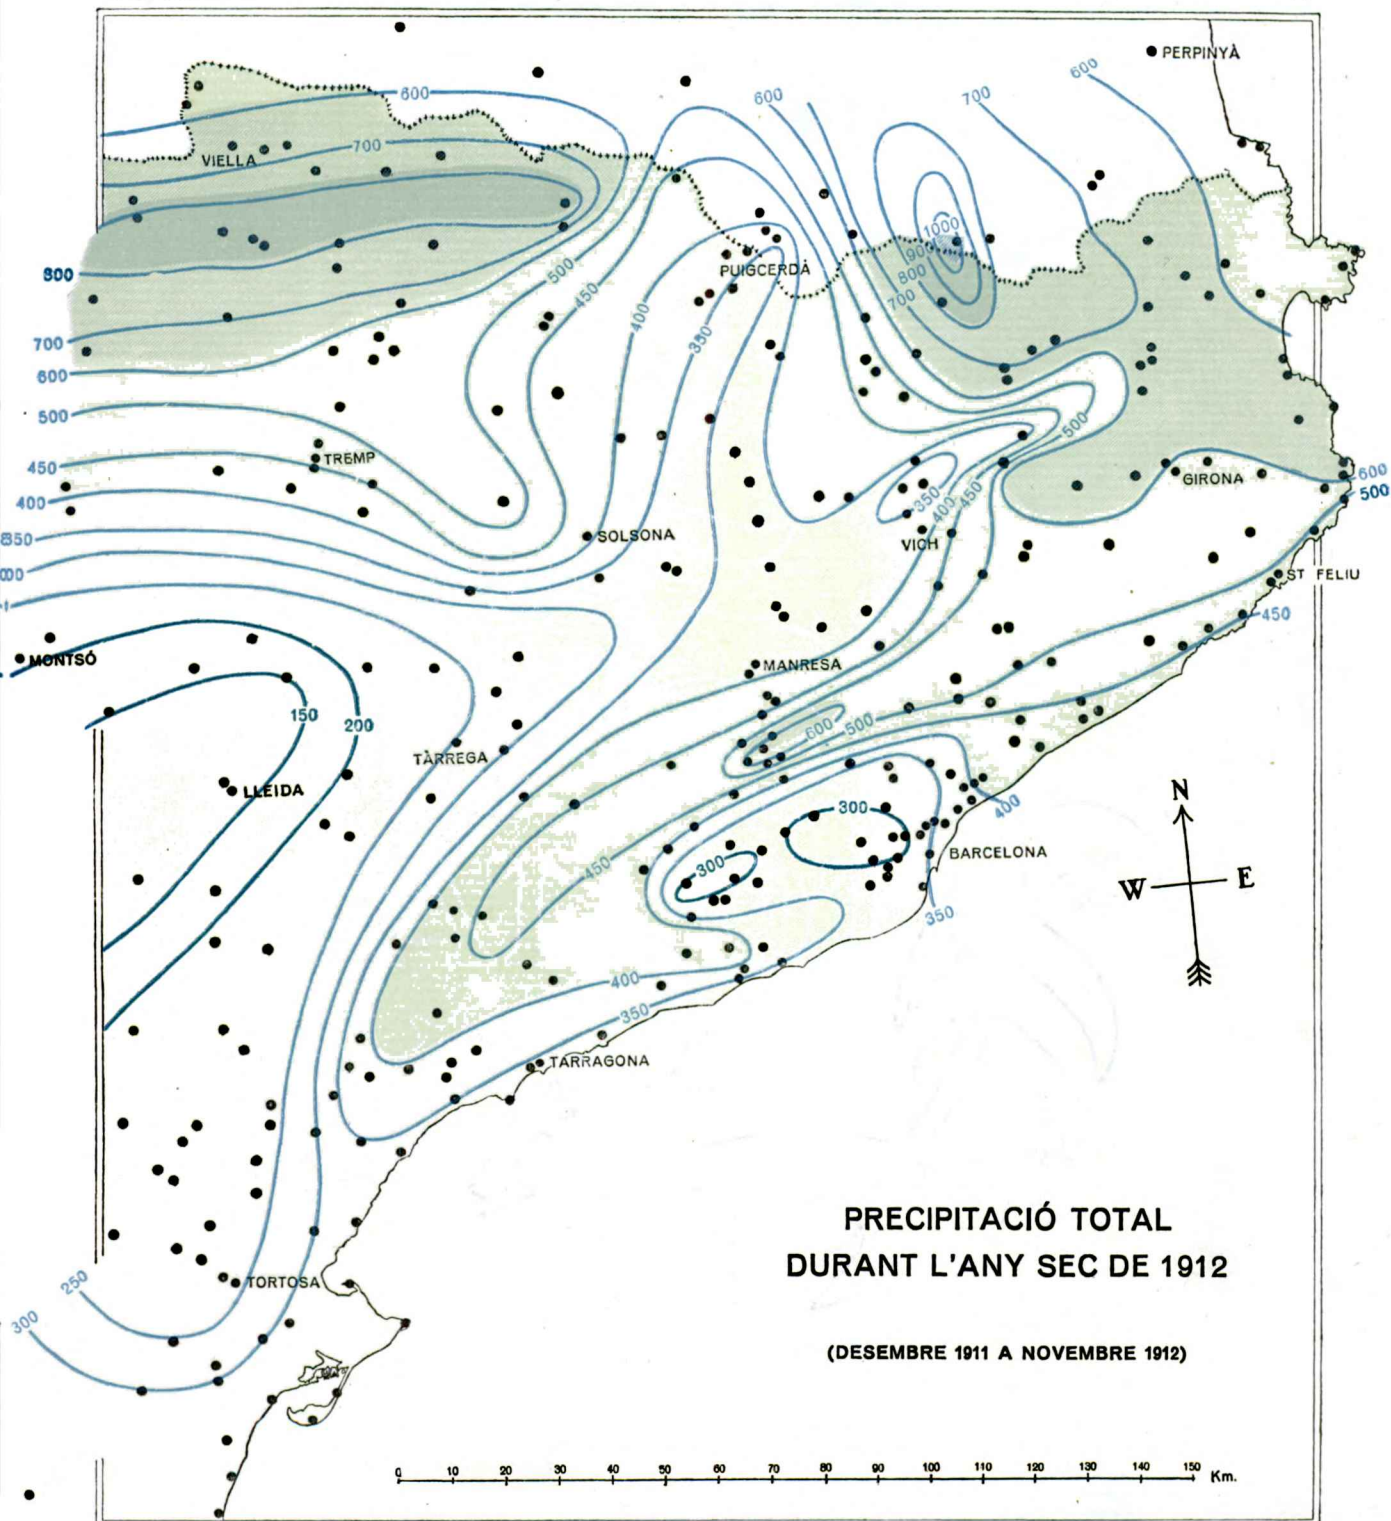 PERPINYÀ
600
700
600
600
700
VIELLA
1000
900
800
700
PUIGCERDÀ
500
450
400
350
800
700
600
500
450
400
TREMP
500
GIRONA
600
500
350
400
450
VICH
SOLSONA
ST FELIU
450
MONTSÓ
MANRESA
150
200
600
500
TÀRREGA
LLEIDA
400
300
N
W E
BARCELONA
450
300
350
400
350
TARRAGONA
PRECIPITACIÓ TOTAL
DURANT L'ANY SEC DE 1912
(DESEMBRE 1911 A NOVEMBRE 1912)
250
300
TORTOSA
0 10 20 30 40 50 60 70 80 90 100 110 120 130 140 150 Km.